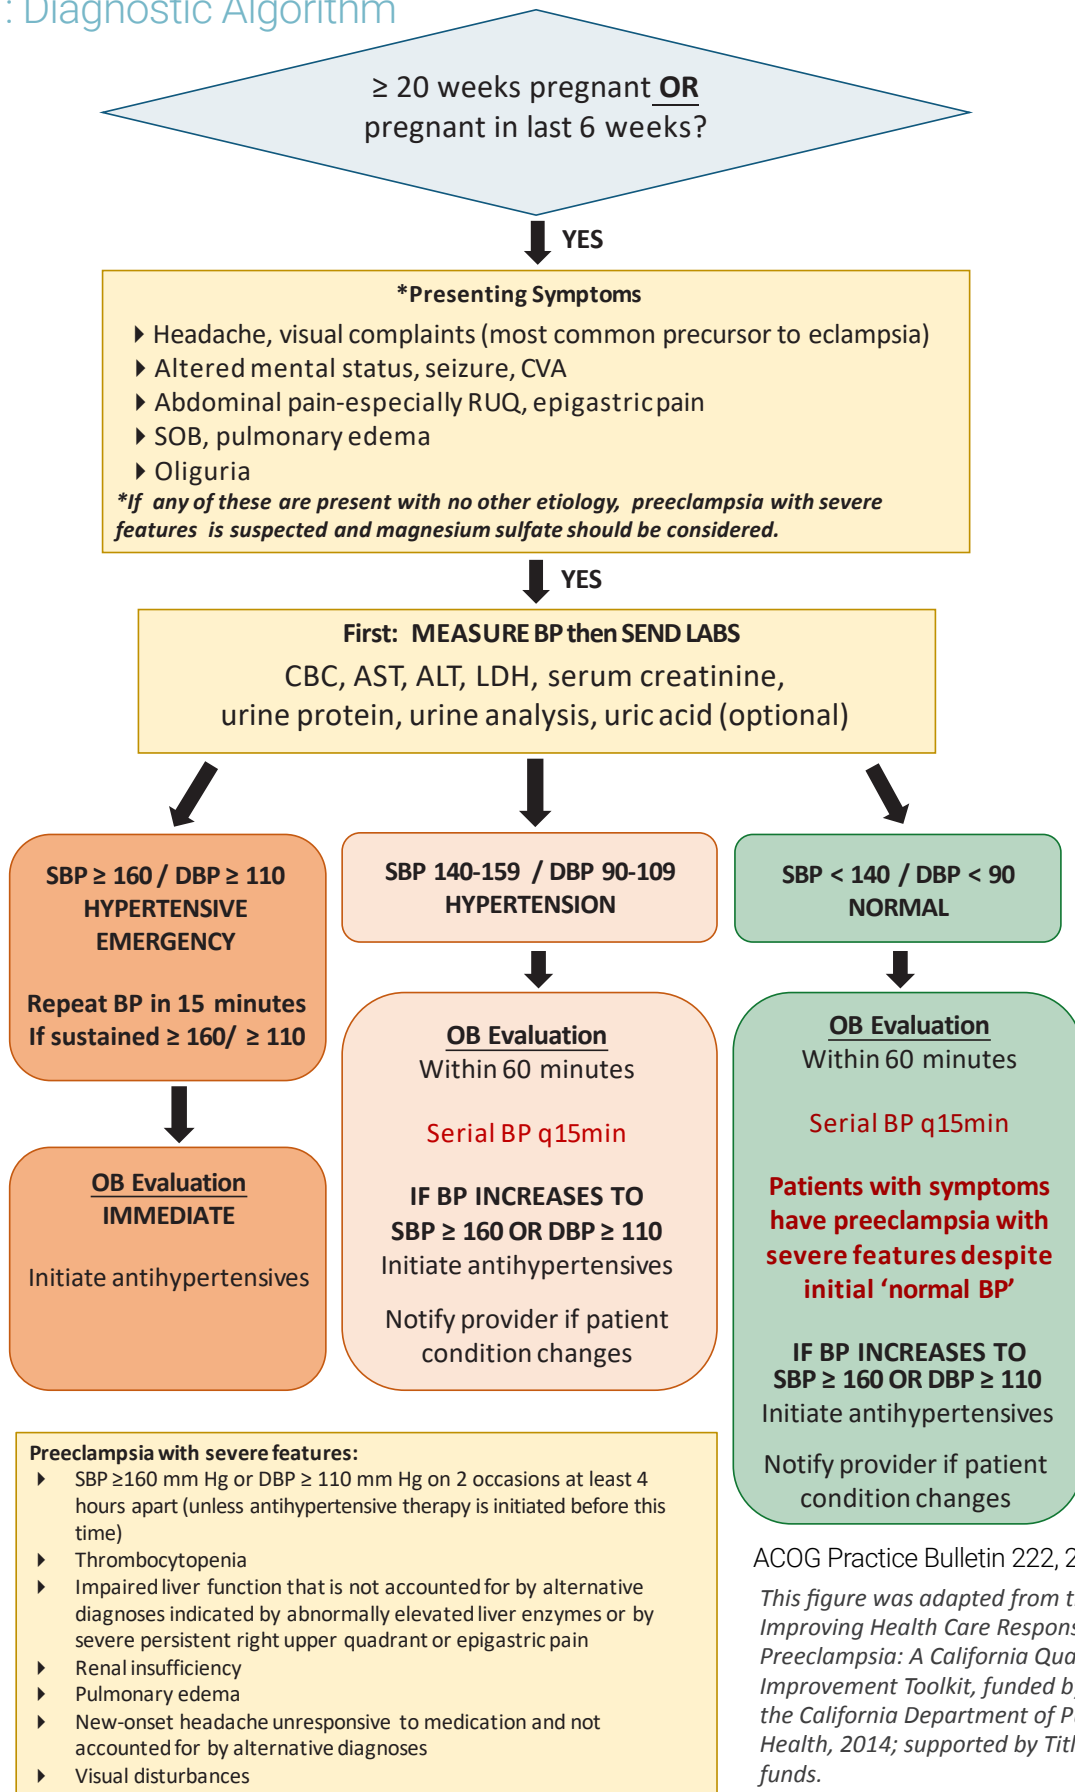 : Diagnostic Algorithm
≥ 20 weeks pregnant OR
pregnant in last 6 weeks?
YES
*Presenting Symptoms
Headache, visual complaints (most common precursor to eclampsia)
Altered mental status, seizure, CVA
Abdominal pain-especially RUQ, epigastric pain
SOB, pulmonary edema
Oliguria
*If any of these are present with no other etiology, preeclampsia with severe
features is suspected and magnesium sulfate should be considered.
YES
First: MEASURE BP then SEND LABS
CBC, AST, ALT, LDH, serum creatinine,
urine protein, urine analysis, uric acid (optional)
SBP ≥ 160 / DBP ≥ 110
HYPERTENSIVE
EMERGENCY
Repeat BP in 15 minutes
If sustained ≥ 160/ ≥ 110
OB Evaluation
IMMEDIATE
Initiate antihypertensives
SBP 140-159 / DBP 90-109
HYPERTENSION
OB Evaluation
Within 60 minutes
Serial BP q15min
IF BP INCREASES TO
SBP ≥ 160 OR DBP ≥ 110
Initiate antihypertensives
Notify provider if patient
condition changes
SBP < 140 / DBP < 90
NORMAL
OB Evaluation
Within 60 minutes
Serial BP q15min
Patients with symptoms
have preeclampsia with
severe features despite
initial ‘normal BP’
IF BP INCREASES TO
SBP ≥ 160 OR DBP ≥ 110
Initiate antihypertensives
Notify provider if patient
condition changes
Preeclampsia with severe features:
SBP ≥160 mm Hg or DBP ≥ 110 mm Hg on 2 occasions at least 4
hours apart (unless antihypertensive therapy is initiated before this
time)
Thrombocytopenia
Impaired liver function that is not accounted for by alternative
diagnoses indicated by abnormally elevated liver enzymes or by
severe persistent right upper quadrant or epigastric pain
Renal insufficiency
Pulmonary edema
New-onset headache unresponsive to medication and not
accounted for by alternative diagnoses
Visual disturbances
ACOG Practice Bulletin 222, 2
This figure was adapted from
Improving Health Care
Preeclampsia: A California
Improvement Toolkit, funded
the California Department of
Health, 2014; supported by
funds.